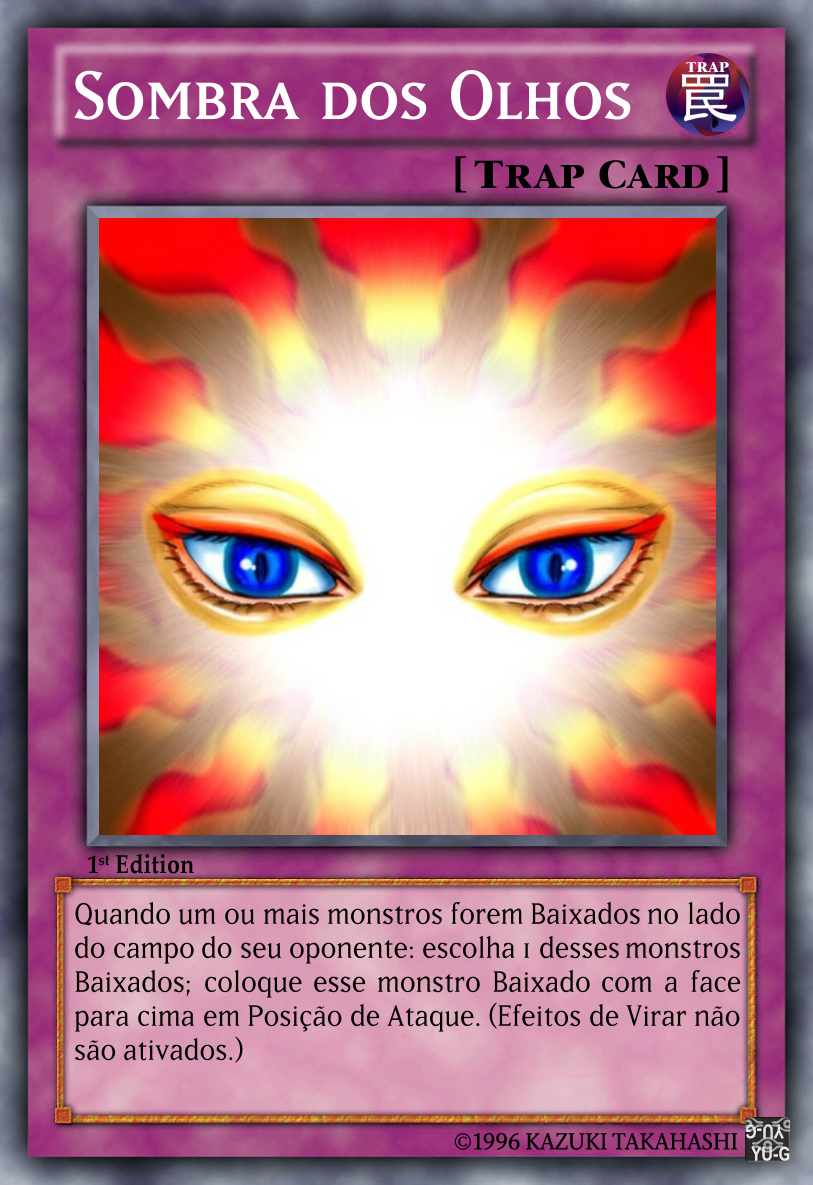 Sombra dos Olhos
TRAP
罠
[Trap Card]
1st Edition
Quando um ou mais monstros forem Baixados no lado
do campo do seu oponente: escolha 1 desses monstros
Baixados; coloque esse monstro Baixado com a face
para cima em Posição de Ataque. (Efeitos de Virar não
são ativados.)
©1996 KAZUKI TAKAHASHI
YU-G
YU-G